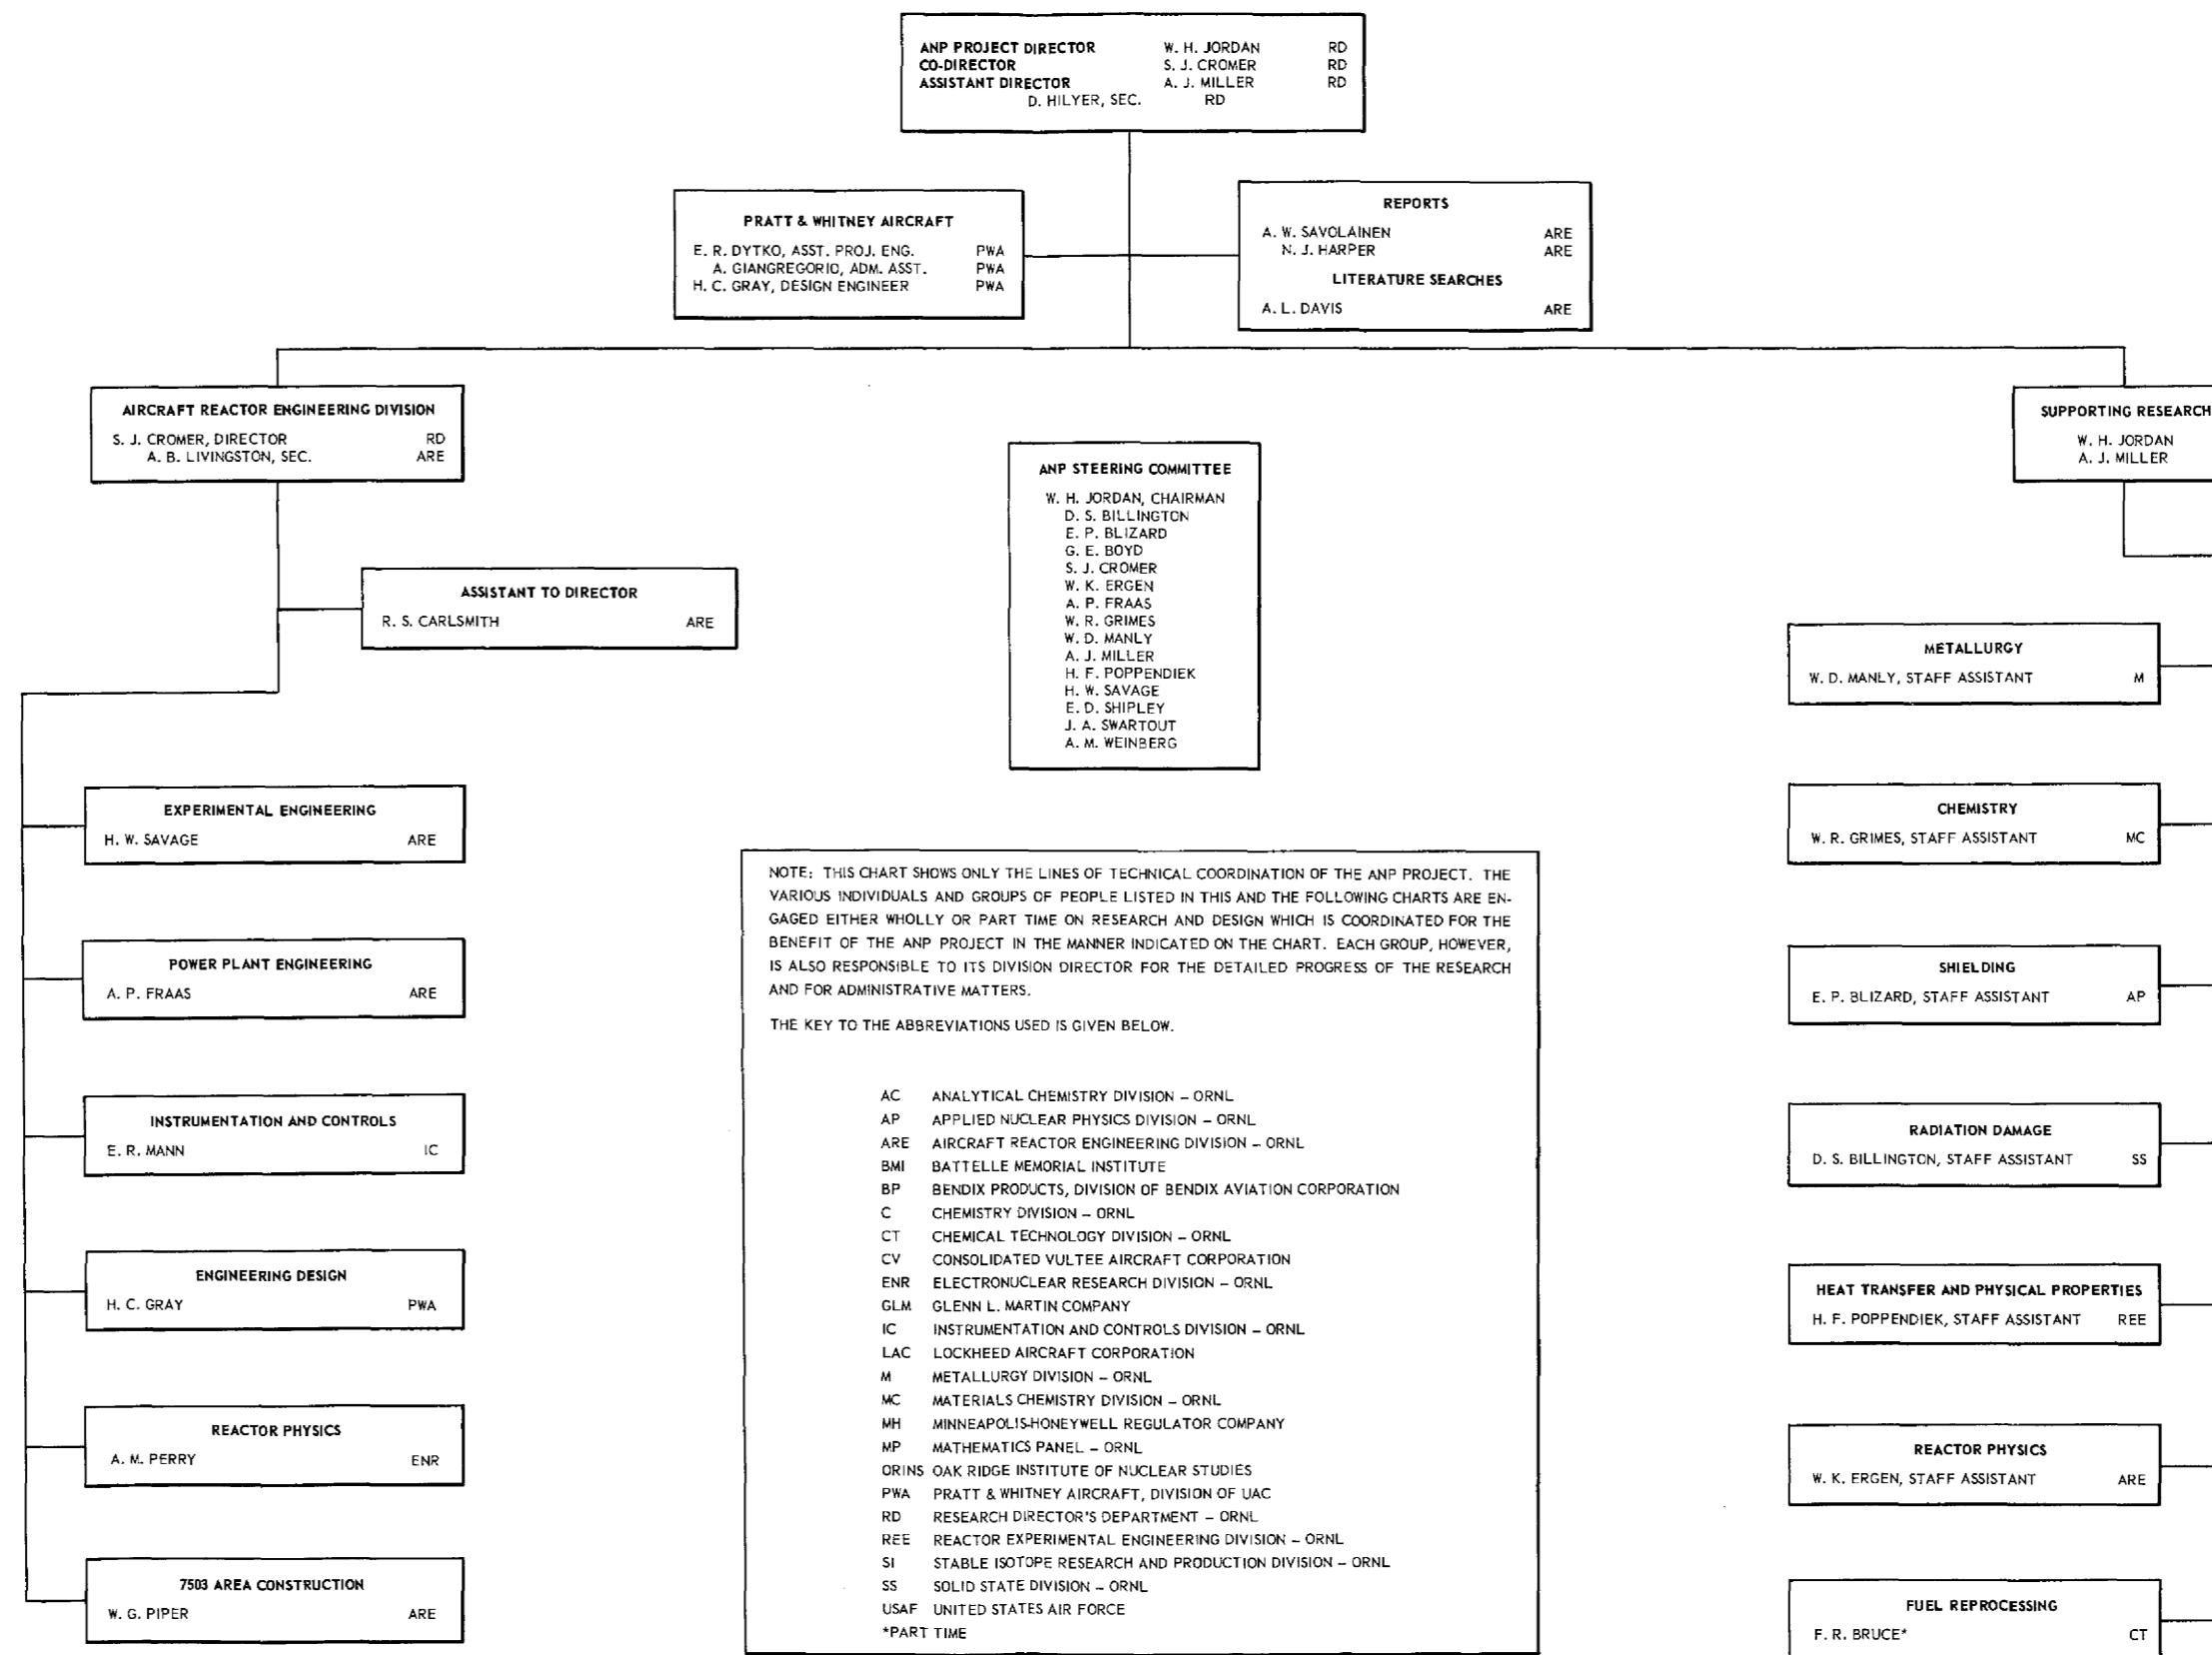 ANP PROJECT DIRECTOR W. H. JORDAN RD
CO-DIRECTOR S. J. CROMER RD
ASSISTANT DIRECTOR A. J. MILLER RD
D. HILYER, SEC. RD
PRATT & WHITNEY AIRCRAFT
E. R. DYTKO, ASST. PROJ. ENG. PWA
A. GIANGREGORIO, ADM. ASST. PWA
H. C. GRAY, DESIGN ENGINEER PWA
REPORTS
A. W. SAVOLAINEN ARE
N. J. HARPER ARE
LITERATURE SEARCHES
A. L. DAVIS ARE
AIRCRAFT REACTOR ENGINEERING DIVISION
S. J. CROMER, DIRECTOR RD
A. B. LIVINGSTON, SEC. ARE
SUPPORTING RESEARCH
W. H. JORDAN
A. J. MILLER
ANP STEERING COMMITTEE
W. H. JORDAN, CHAIRMAN
D. S. BILLINGTON
E. P. BLIZARD
G. E. BOYD
S. J. CROMER
W. K. ERGEN
A. P. FRAAS
W. R. GRIMES
W. D. MANLY
A. J. MILLER
H. F. POPPENDIEK
H. W. SAVAGE
E. D. SHIPLEY
J. A. SWARTOUT
A. M. WEINBERG
ASSISTANT TO DIRECTOR
R. S. CARLSMITH ARE
EXPERIMENTAL ENGINEERING
H. W. SAVAGE ARE
POWER PLANT ENGINEERING
A. P. FRAAS ARE
INSTRUMENTATION AND CONTROLS
E. R. MANN IC
ENGINEERING DESIGN
H. C. GRAY PWA
REACTOR PHYSICS
A. M. PERRY ENR
7503 AREA CONSTRUCTION
W. G. PIPER ARE
NOTE: THIS CHART SHOWS ONLY THE LINES OF TECHNICAL COORDINATION OF THE ANP PROJECT. THE
VARIOUS INDIVIDUALS AND GROUPS OF PEOPLE LISTED IN THIS AND THE FOLLOWING CHARTS ARE EN-
GAGED EITHER WHOLLY OR PART TIME ON RESEARCH AND DESIGN WHICH IS COORDINATED FOR THE
BENEFIT OF THE ANP PROJECT IN THE MANNER INDICATED ON THE CHART. EACH GROUP, HOWEVER,
IS ALSO RESPONSIBLE TO ITS DIVISION DIRECTOR FOR THE DETAILED PROGRESS OF THE RESEARCH
AND FOR ADMINISTRATIVE MATTERS.
THE KEY TO THE ABBREVIATIONS USED IS GIVEN BELOW.
AC ANALYTICAL CHEMISTRY DIVISION – ORNL
AP APPLIED NUCLEAR PHYSICS DIVISION – ORNL
ARE AIRCRAFT REACTOR ENGINEERING DIVISION – ORNL
BMI BATTELLE MEMORIAL INSTITUTE
BP BENDIX PRODUCTS, DIVISION OF BENDIX AVIATION CORPORATION
C CHEMISTRY DIVISION – ORNL
CT CHEMICAL TECHNOLOGY DIVISION – ORNL
CV CONSOLIDATED VULTEE AIRCRAFT CORPORATION
ENR ELECTRONUCLEAR RESEARCH DIVISION – ORNL
GLM GLENN L. MARTIN COMPANY
IC INSTRUMENTATION AND CONTROLS DIVISION – ORNL
LAC LOCKHEED AIRCRAFT CORPORATION
M METALLURGY DIVISION – ORNL
MC MATERIALS CHEMISTRY DIVISION – ORNL
MH MINNEAPOLIS-HONEYWELL REGULATOR COMPANY
MP MATHEMATICS PANEL – ORNL
ORINS OAK RIDGE INSTITUTE OF NUCLEAR STUDIES
PWA PRATT & WHITNEY AIRCRAFT, DIVISION OF UAC
RD RESEARCH DIRECTOR'S DEPARTMENT – ORNL
REE REACTOR EXPERIMENTAL ENGINEERING DIVISION – ORNL
SI STABLE ISOTOPE RESEARCH AND PRODUCTION DIVISION – ORNL
SS SOLID STATE DIVISION – ORNL
USAF UNITED STATES AIR FORCE
*PART TIME
METALLURGY
W. D. MANLY, STAFF ASSISTANT M
CHEMISTRY
W. R. GRIMES, STAFF ASSISTANT MC
SHIELDING
E. P. BLIZARD, STAFF ASSISTANT AP
RADIATION DAMAGE
D. S. BILLINGTON, STAFF ASSISTANT SS
HEAT TRANSFER AND PHYSICAL PROPERTIES
H. F. POPPENDIEK, STAFF ASSISTANT REE
REACTOR PHYSICS
W. K. ERGEN, STAFF ASSISTANT ARE
FUEL REPROCESSING
F. R. BRUCE* CT